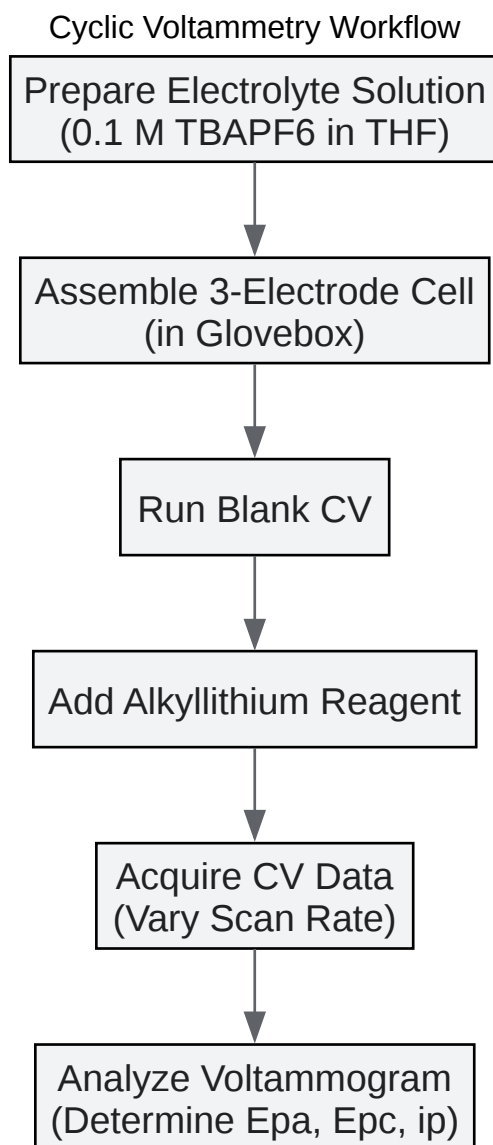 Cyclic Voltammetry Workflow
Prepare Electrolyte Solution
(0.1 M TBAPF6 in THF)
Assemble 3-Electrode Cell
(in Glovebox)
Run Blank CV
Add Alkyllithium Reagent
Acquire CV Data
(Vary Scan Rate)
Analyze Voltammogram
(Determine Epa, Epc, ip)